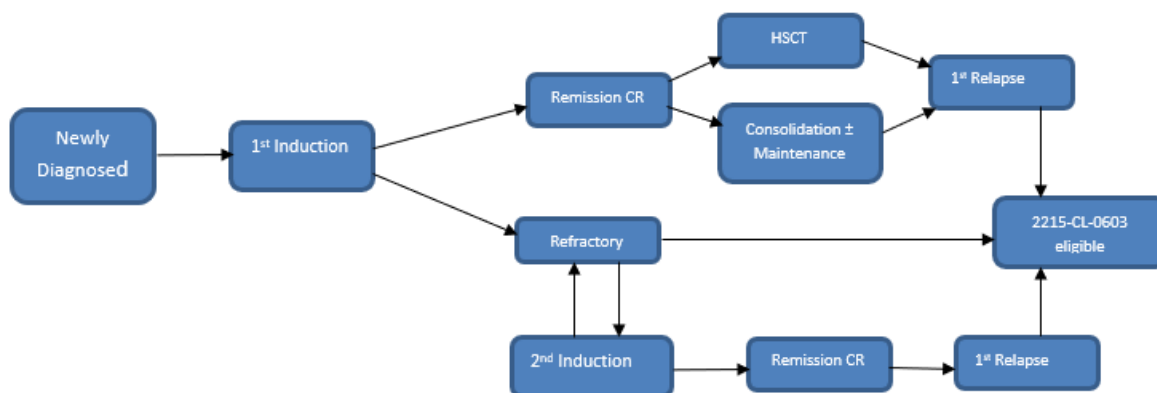 HSCT
1st Relapse
Remission CR
Consolidation ±
Maintenance
Newly
Diagnosed
1st Induction
2215-CL-0603
eligible
Refractory
2nd Induction
Remission CR
1st Relapse